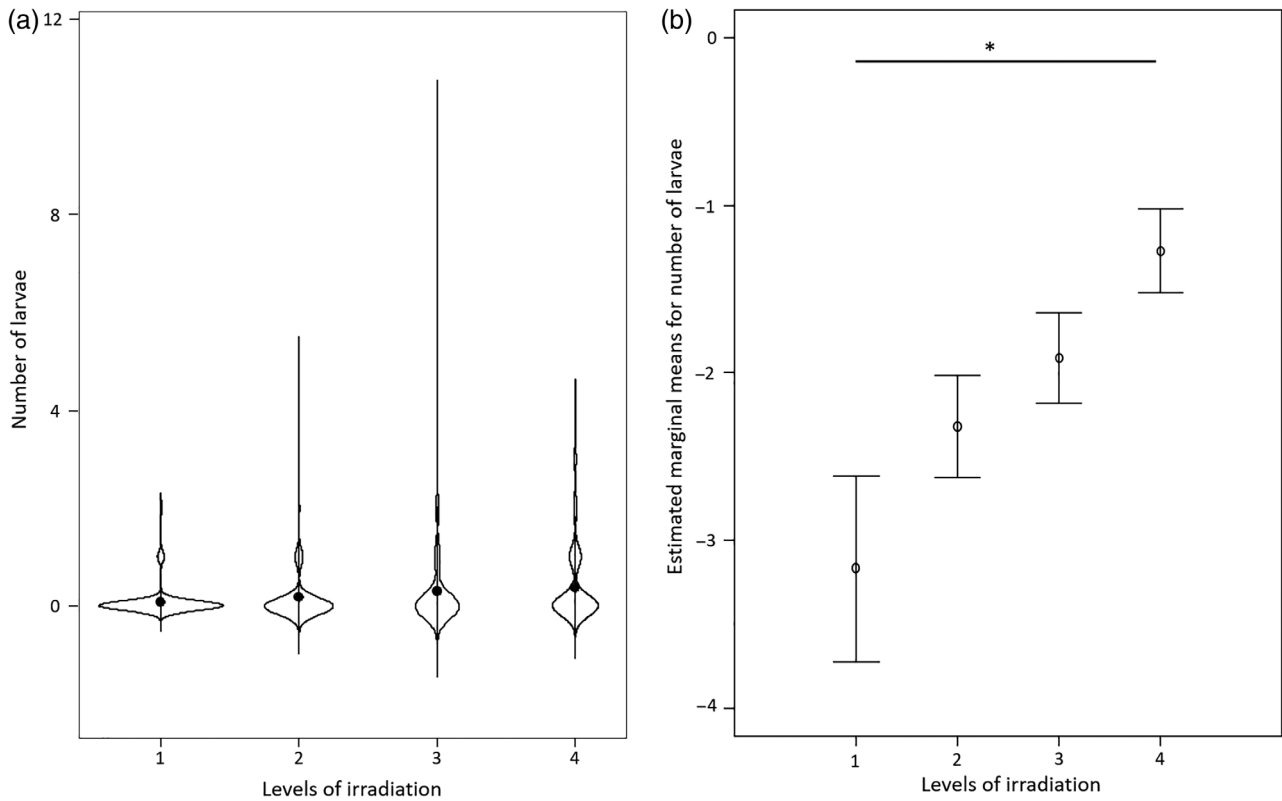 (a)
12
8
4
0
Number of larvae
1 2 3 4
Levels of irradiation
(b)
*
0
−1
−2
−3
−4
Estimated marginal means for number of larvae
1 2 3 4
Levels of irradiation